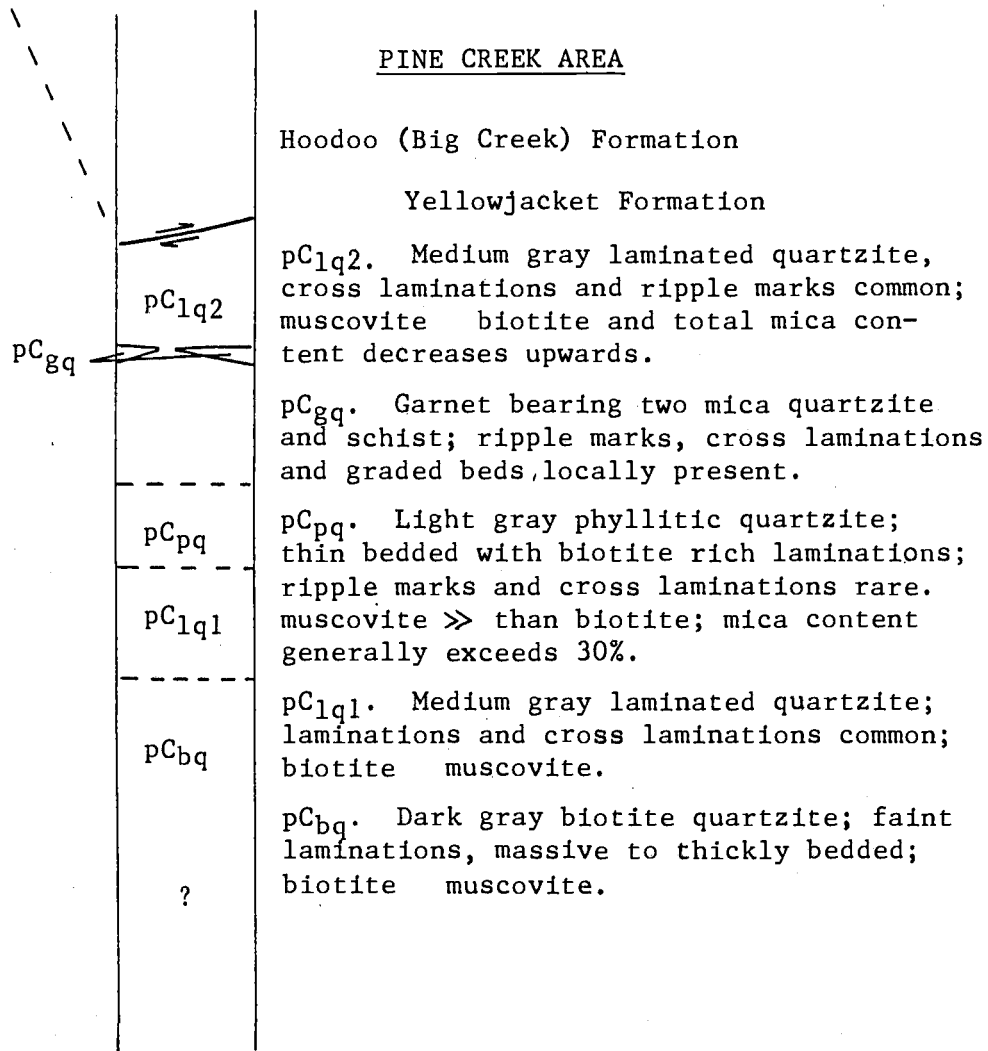 PINE CREEK AREA
Hoodoo (Big Creek) Formation
Yellowjacket Formation
pClq2. Medium gray laminated quartzite,
cross laminations and ripple marks common;
muscovite biotite and total mica con-
tent decreases upwards.
pCgq. Garnet bearing two mica quartzite
and schist; ripple marks, cross laminations
and graded beds, locally present.
pCpq. Light gray phyllitic quartzite;
thin bedded with biotite rich laminations;
ripple marks and cross laminations rare.
muscovite >> than biotite; mica content
generally exceeds 30%.
pClq1. Medium gray laminated quartzite;
laminations and cross laminations common;
biotite muscovite.
pCbq. Dark gray biotite quartzite; faint
laminations, massive to thickly bedded;
biotite muscovite.
pClq2
pCgq
pCpq
pClq1
pCbq
?